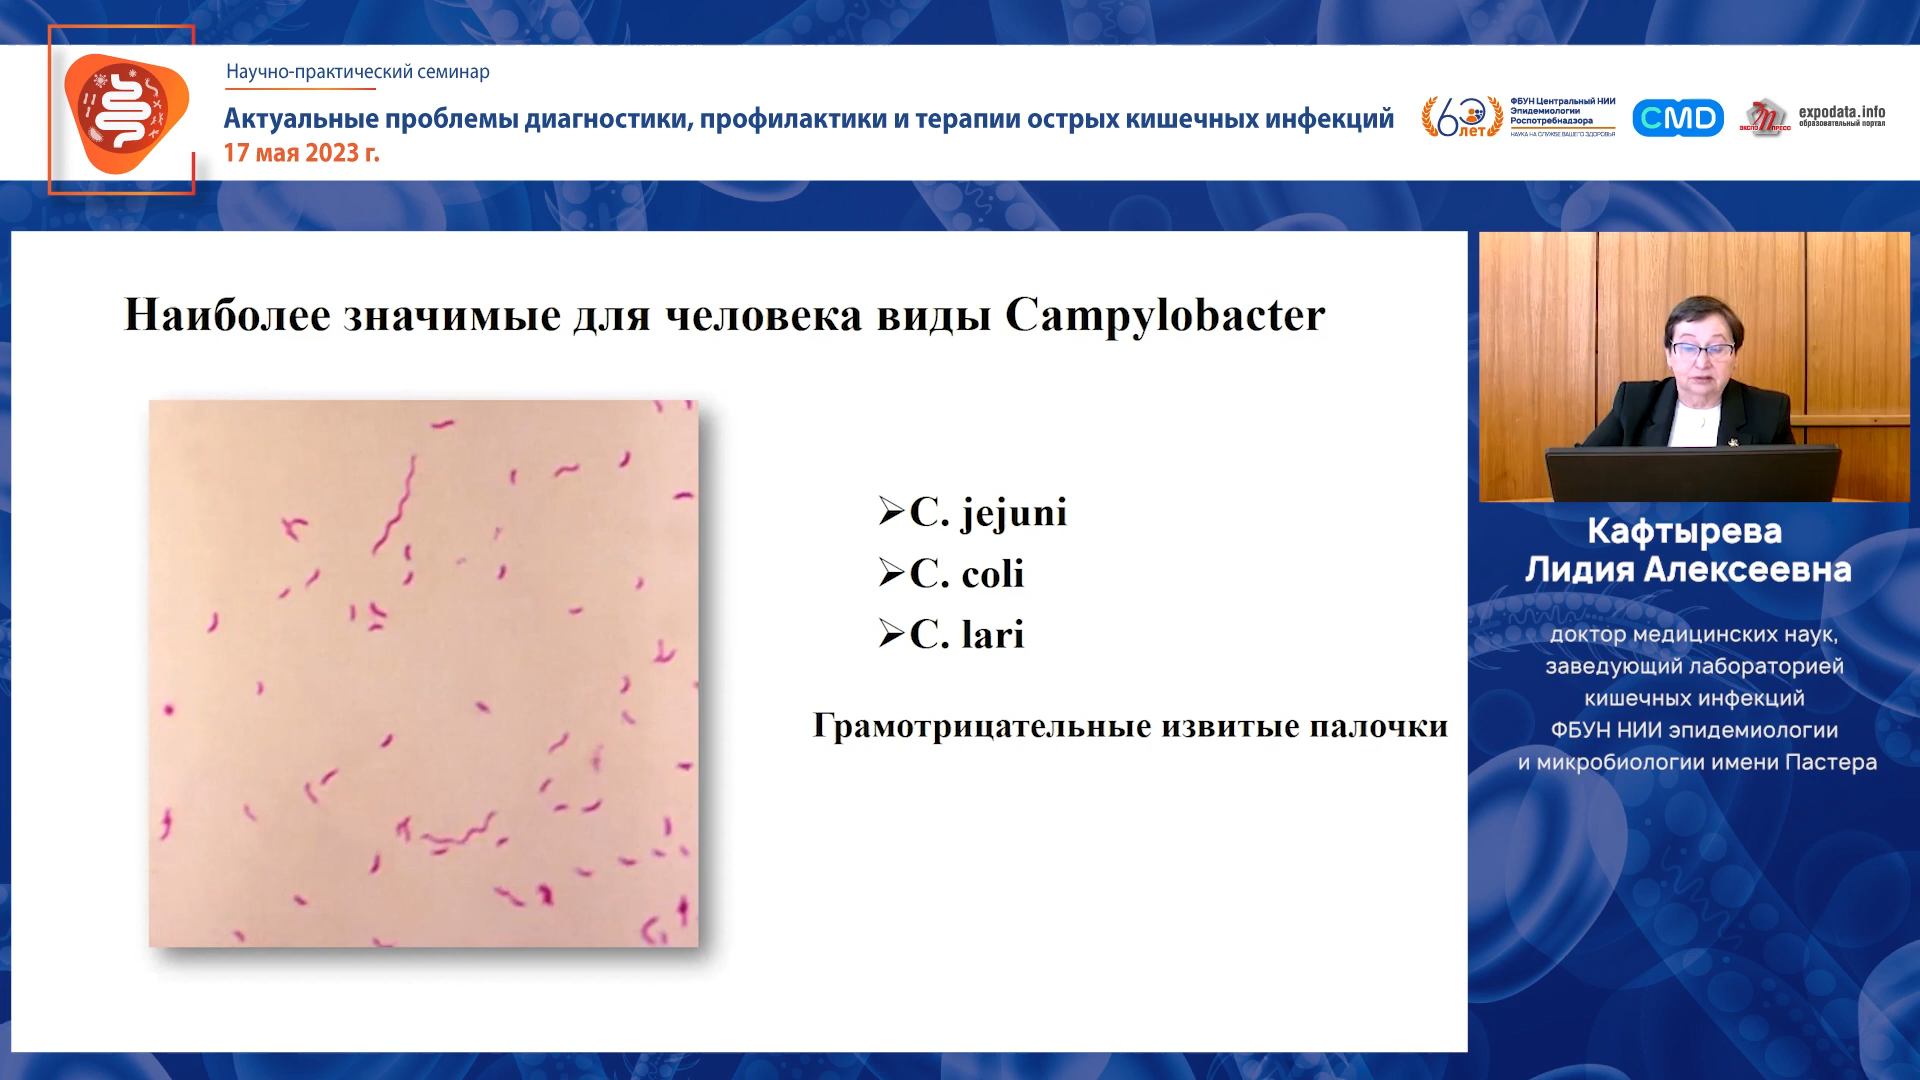 Научно-практический семинар
Актуальные проблемы диагностики, профилактики и терапии острых кишечных инфекций
17 мая 2023 г.
60 лет
ФБУН Центральный НИИ
Эпидемиологии
Роспотребнадзора
НАУКА НА СЛУЖБЕ ВАШЕГО ЗДОРОВЬЯ
CMD
ЭКСПО ПРЕСС
expodata.info
образовательный портал
Наиболее значимые для человека виды Campylobacter
➢C. jejuni
➢C. coli
➢C. lari
Грамотрицательные извитые палочки
Кафтырева
Лидия Алексеевна
доктор медицинских наук,
заведующий лабораторией
кишечных инфекций
ФБУН НИИ эпидемиологии
и микробиологии имени Пастера